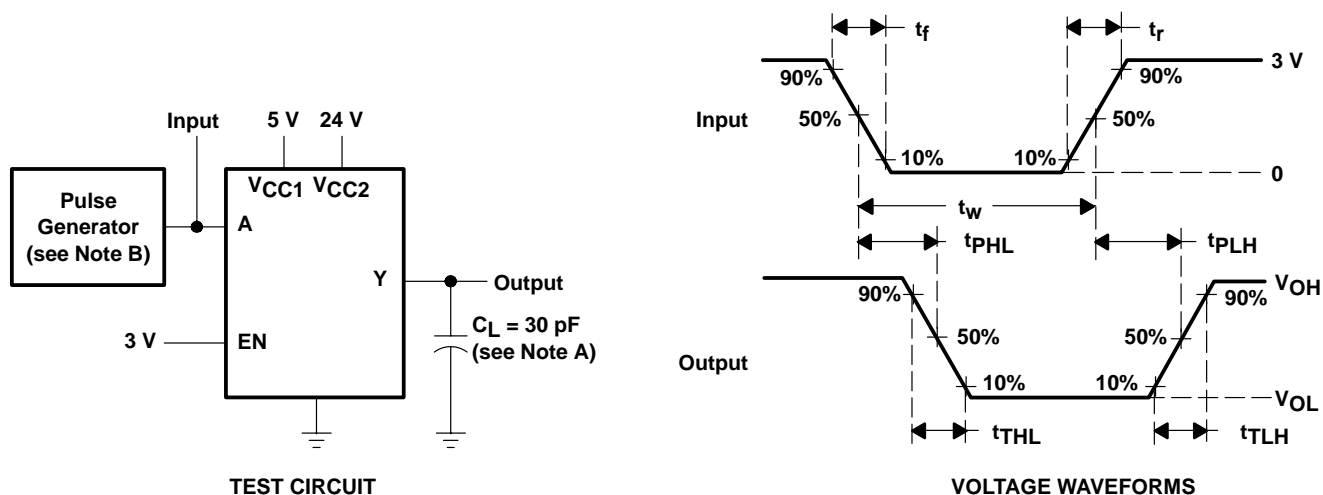 Input
5 V
24 V
VCC1
VCC2
Pulse
Generator
(see Note B)
A
Y
Output
CL = 30 pF
(see Note A)
3 V
EN
TEST CIRCUIT
tf
tr
3 V
90%
90%
Input
50%
50%
10%
10%
0
tw
tPHL
tPLH
VOH
90%
90%
50%
50%
Output
10%
10%
VOL
tTHL
tTLH
VOLTAGE WAVEFORMS